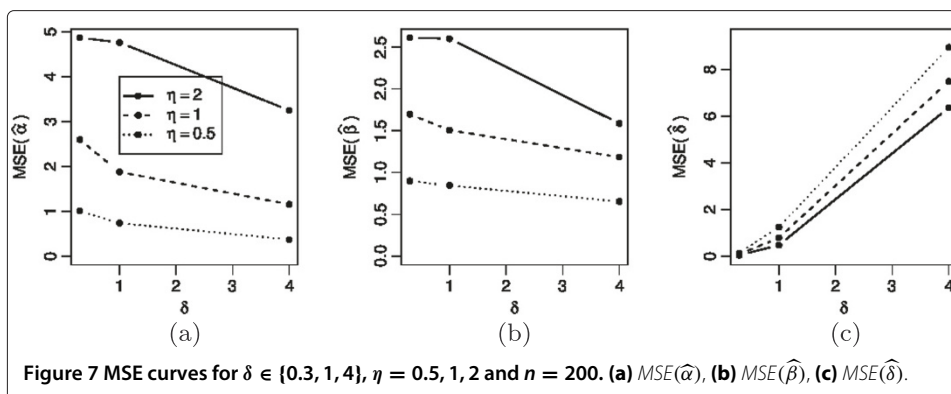 MSE(α̂)
0 1 2 3 4 5
η = 2
η = 1
η = 0.5
1 2 3 4
δ
(a)
MSE(β̂)
0.0 0.5 1.0 1.5 2.0 2.5
1 2 3 4
δ
(b)
MSE(δ̂)
0 2 4 6 8
1 2 3 4
δ
(c)
Figure 7 MSE curves for δ ∈ {0.3, 1, 4}, η = 0.5, 1, 2 and n = 200. (a) MSE(α̂), (b) MSE(β̂), (c) MSE(δ̂).